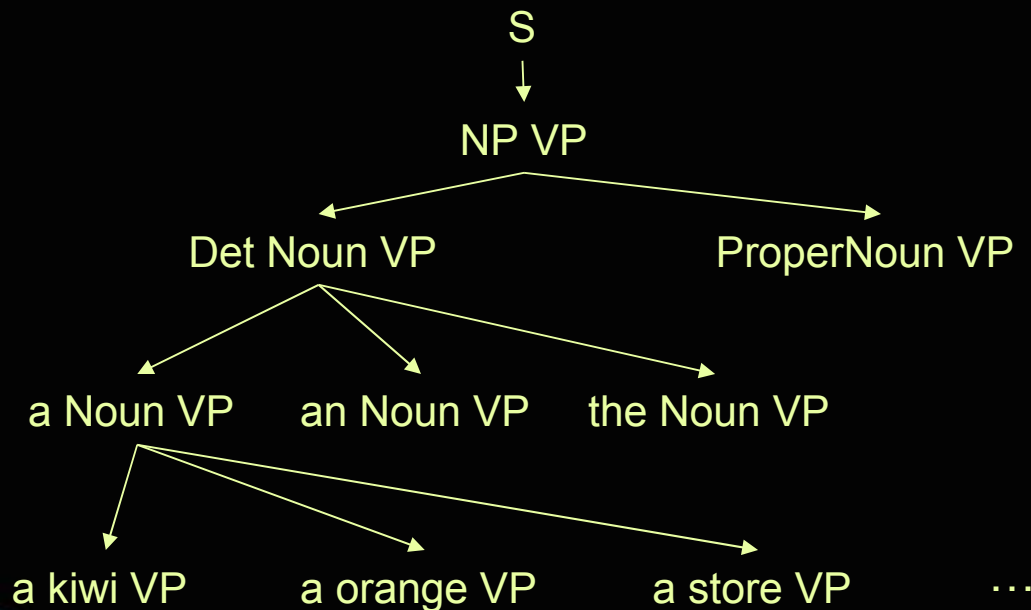 S
NP VP
Det Noun VP ProperNoun VP
a Noun VP an Noun VP the Noun VP
a kiwi VP a orange VP a store VP ...